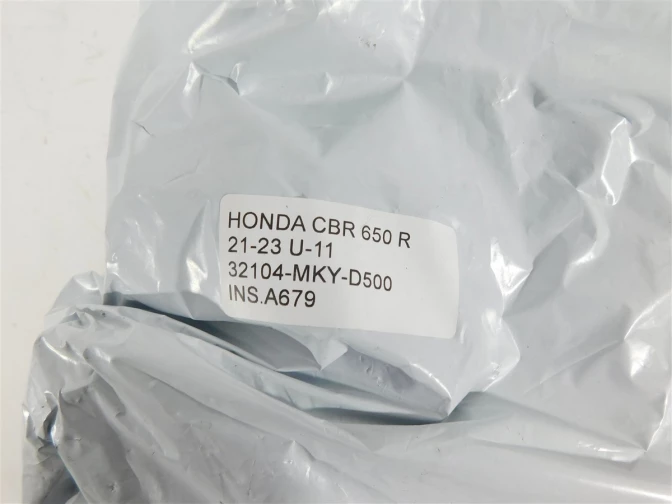 HONDA CBR 650 R
21-23 U-11
32104-MKY-D500
INS.A679